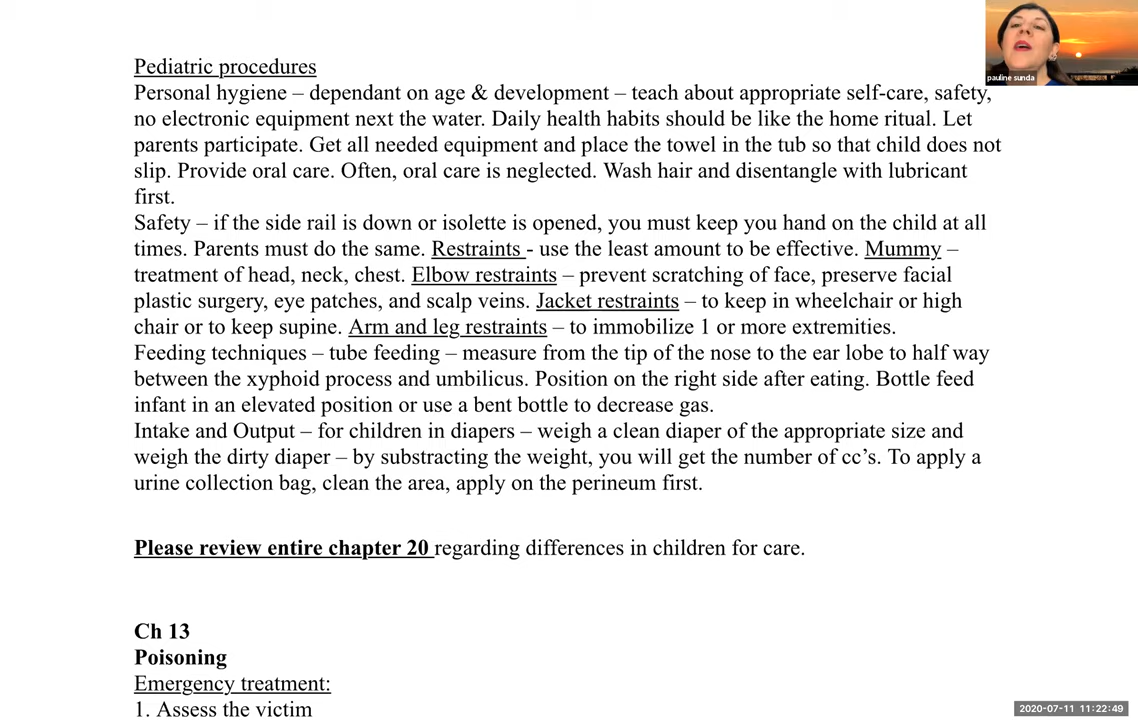 pauline sunda
Pediatric procedures
Personal hygiene – dependant on age & development – teach about appropriate self-care, safety,
no electronic equipment next the water. Daily health habits should be like the home ritual. Let
parents participate. Get all needed equipment and place the towel in the tub so that child does not
slip. Provide oral care. Often, oral care is neglected. Wash hair and disentangle with lubricant
first.
Safety – if the side rail is down or isolette is opened, you must keep you hand on the child at all
times. Parents must do the same. Restraints - use the least amount to be effective. Mummy –
treatment of head, neck, chest. Elbow restraints – prevent scratching of face, preserve facial
plastic surgery, eye patches, and scalp veins. Jacket restraints – to keep in wheelchair or high
chair or to keep supine. Arm and leg restraints – to immobilize 1 or more extremities.
Feeding techniques – tube feeding – measure from the tip of the nose to the ear lobe to half way
between the xyphoid process and umbilicus. Position on the right side after eating. Bottle feed
infant in an elevated position or use a bent bottle to decrease gas.
Intake and Output – for children in diapers – weigh a clean diaper of the appropriate size and
weigh the dirty diaper – by substracting the weight, you will get the number of cc’s. To apply a
urine collection bag, clean the area, apply on the perineum first.
Please review entire chapter 20 regarding differences in children for care.
Ch 13
Poisoning
Emergency treatment:
1. Assess the victim
2020-07-11 11:22:49